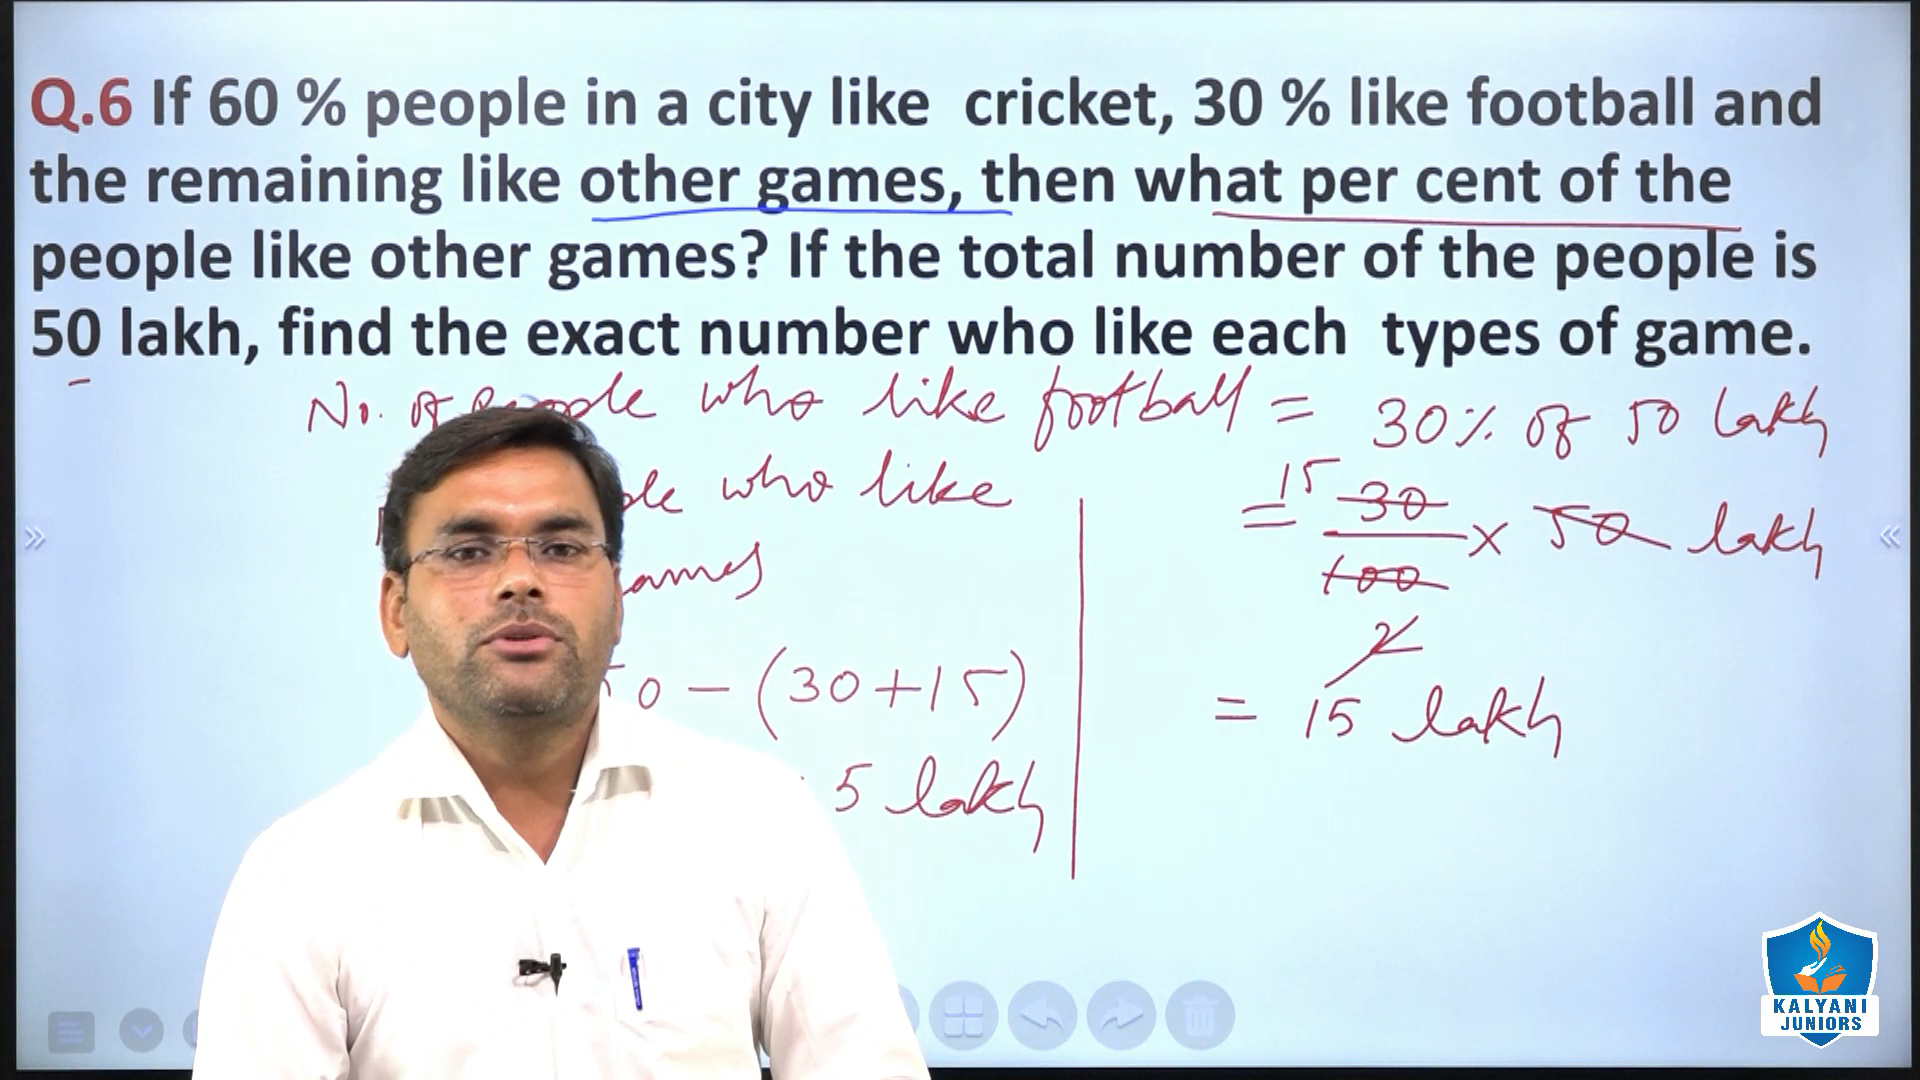 Q.6 If 60 % people in a city like cricket, 30 % like football and
the remaining like other games, then what per cent of the
people like other games? If the total number of the people is
50 lakh, find the exact number who like each types of game.
No. of people who like football = 30% of 50 lakh
who like
= 15 30/100 × 50 lakh
2
= 15 lakh
50 - (30+15)
5 lakh
KALYANI
JUNIORS